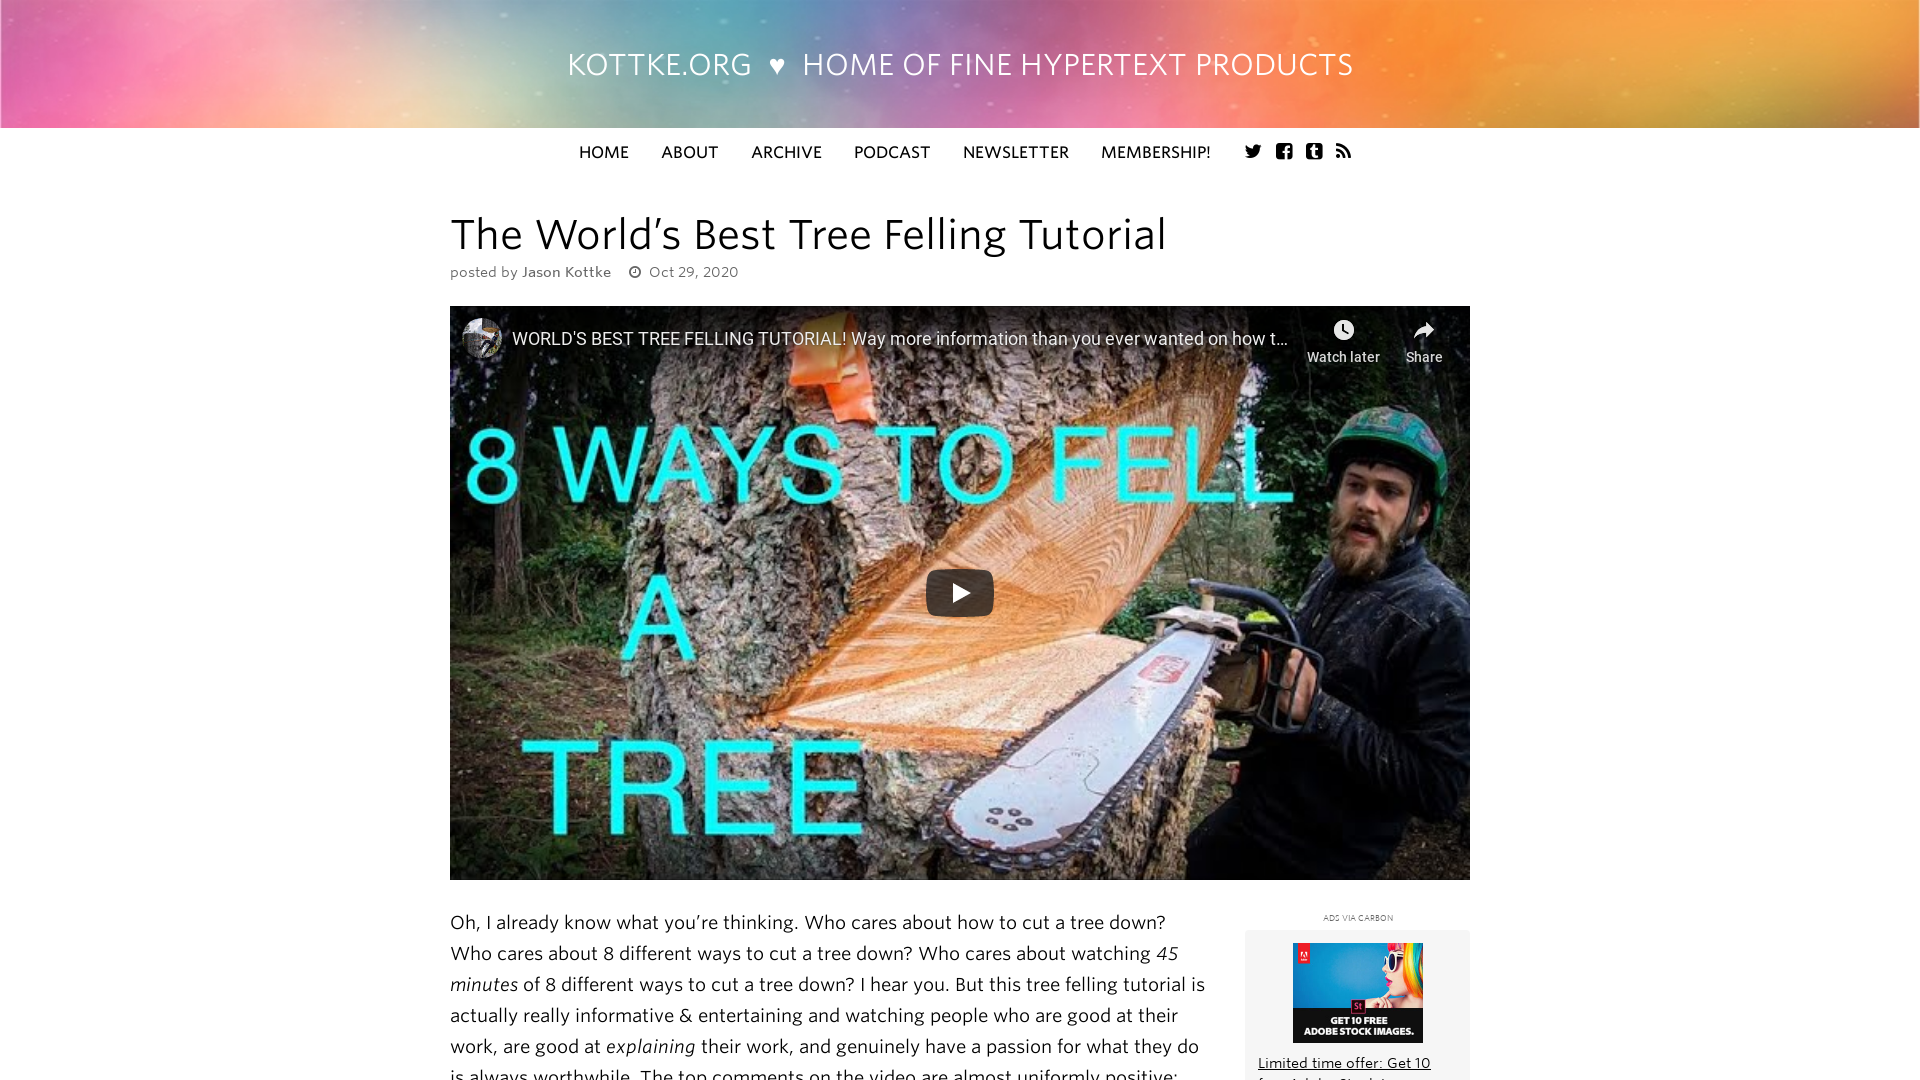 KOTTKE.ORG ♥ HOME OF FINE HYPERTEXT PRODUCTS
HOME ABOUT ARCHIVE PODCAST NEWSLETTER MEMBERSHIP!
The World’s Best Tree Felling Tutorial
posted by Jason Kottke Oct 29, 2020
WORLD'S BEST TREE FELLING TUTORIAL! Way more information than you ever wanted on how t...
Watch later
Share
8 WAYS TO FELL
A
TREE
Oh, I already know what you’re thinking. Who cares about how to cut a tree down?
Who cares about 8 different ways to cut a tree down? Who cares about watching 45
minutes of 8 different ways to cut a tree down? I hear you. But this tree felling tutorial is
actually really informative & entertaining and watching people who are good at their
work, are good at explaining their work, and genuinely have a passion for what they do
is always worthwhile. The top comments on the video are almost uniformly positive:
ADS VIA CARBON
St
GET 10 FREE
ADOBE STOCK IMAGES.
Limited time offer: Get 10